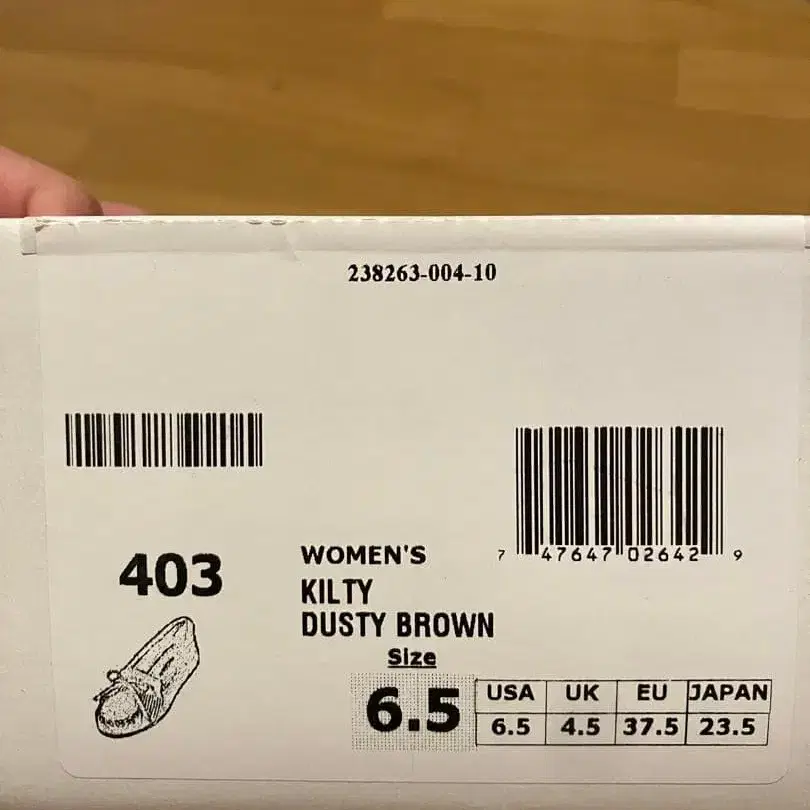 238263-004-10
7 47647 02642 9
403
WOMEN'S
KILTY
DUSTY BROWN
Size
6.5
USA UK EU JAPAN
6.5 4.5 37.5 23.5